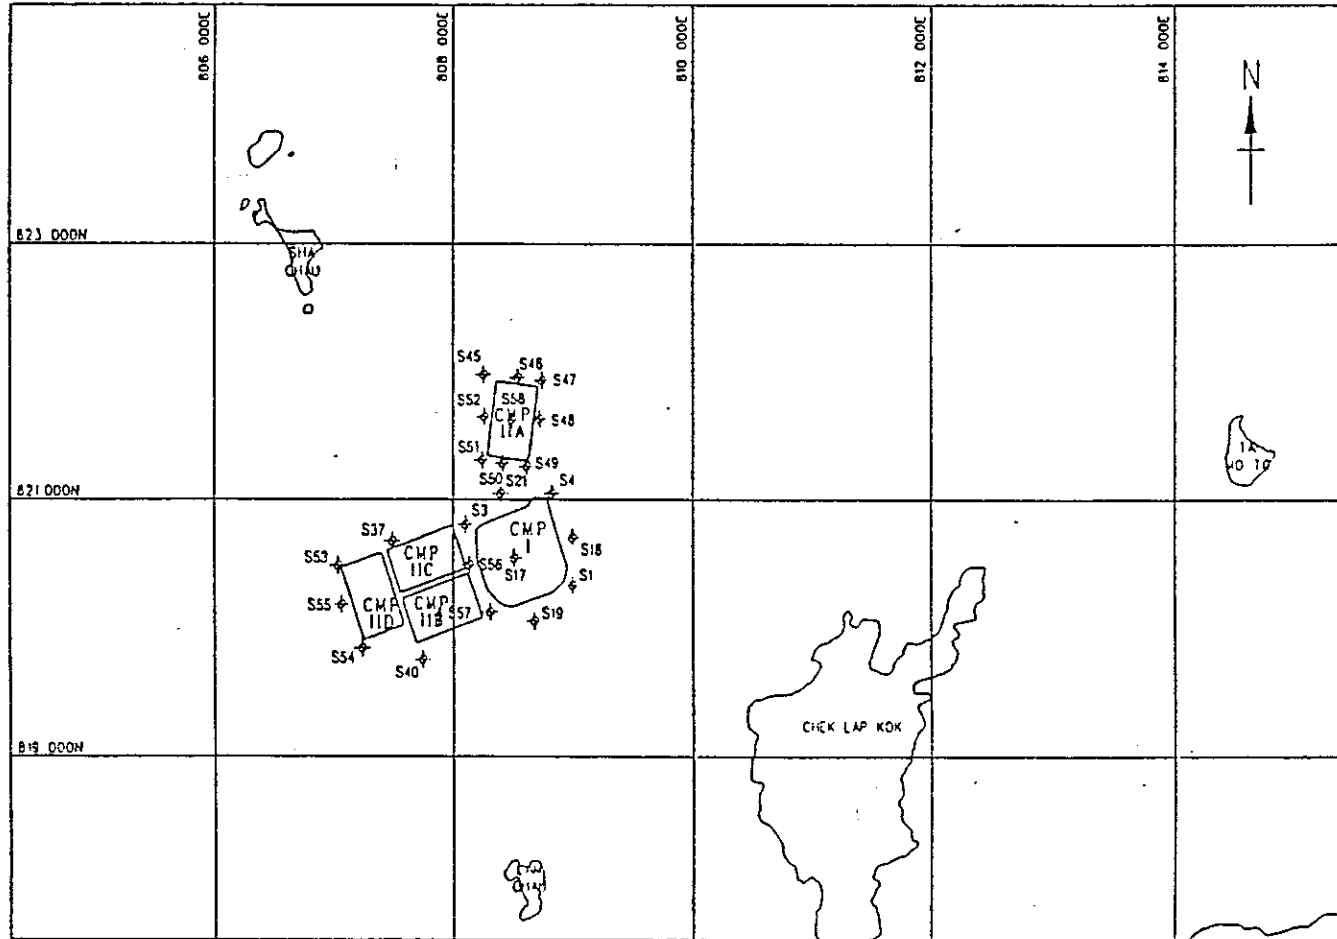 806 000E
808 000E
810 000E
812 000E
814 000E
N
823 000N
SHA
CHAU
S45
S46
S47
S52
S58
CMP
IIA
S48
S51
S49
S50
S21
S4
821 000N
S3
S37
CMP
I
S18
S53
CMP
IIC
S56
S17
S1
S55
CMP
IID
CMP
IIB
S57
S19
S54
S40
CHEK LAP KOK
819 000N